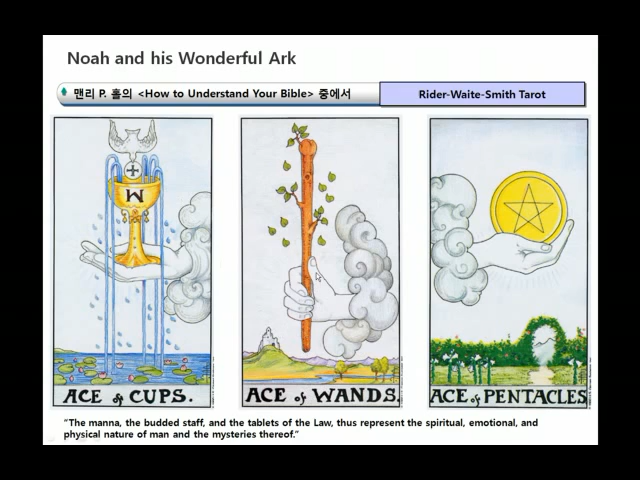 Noah and his Wonderful Ark
맨리 P. 홀의 <How to Understand Your Bible> 중에서
Rider-Waite-Smith Tarot
W
ACE of CUPS.
ACE of WANDS.
ACE of PENTACLES
"The manna, the budded staff, and the tablets of the Law, thus represent the spiritual, emotional, and
physical nature of man and the mysteries thereof."